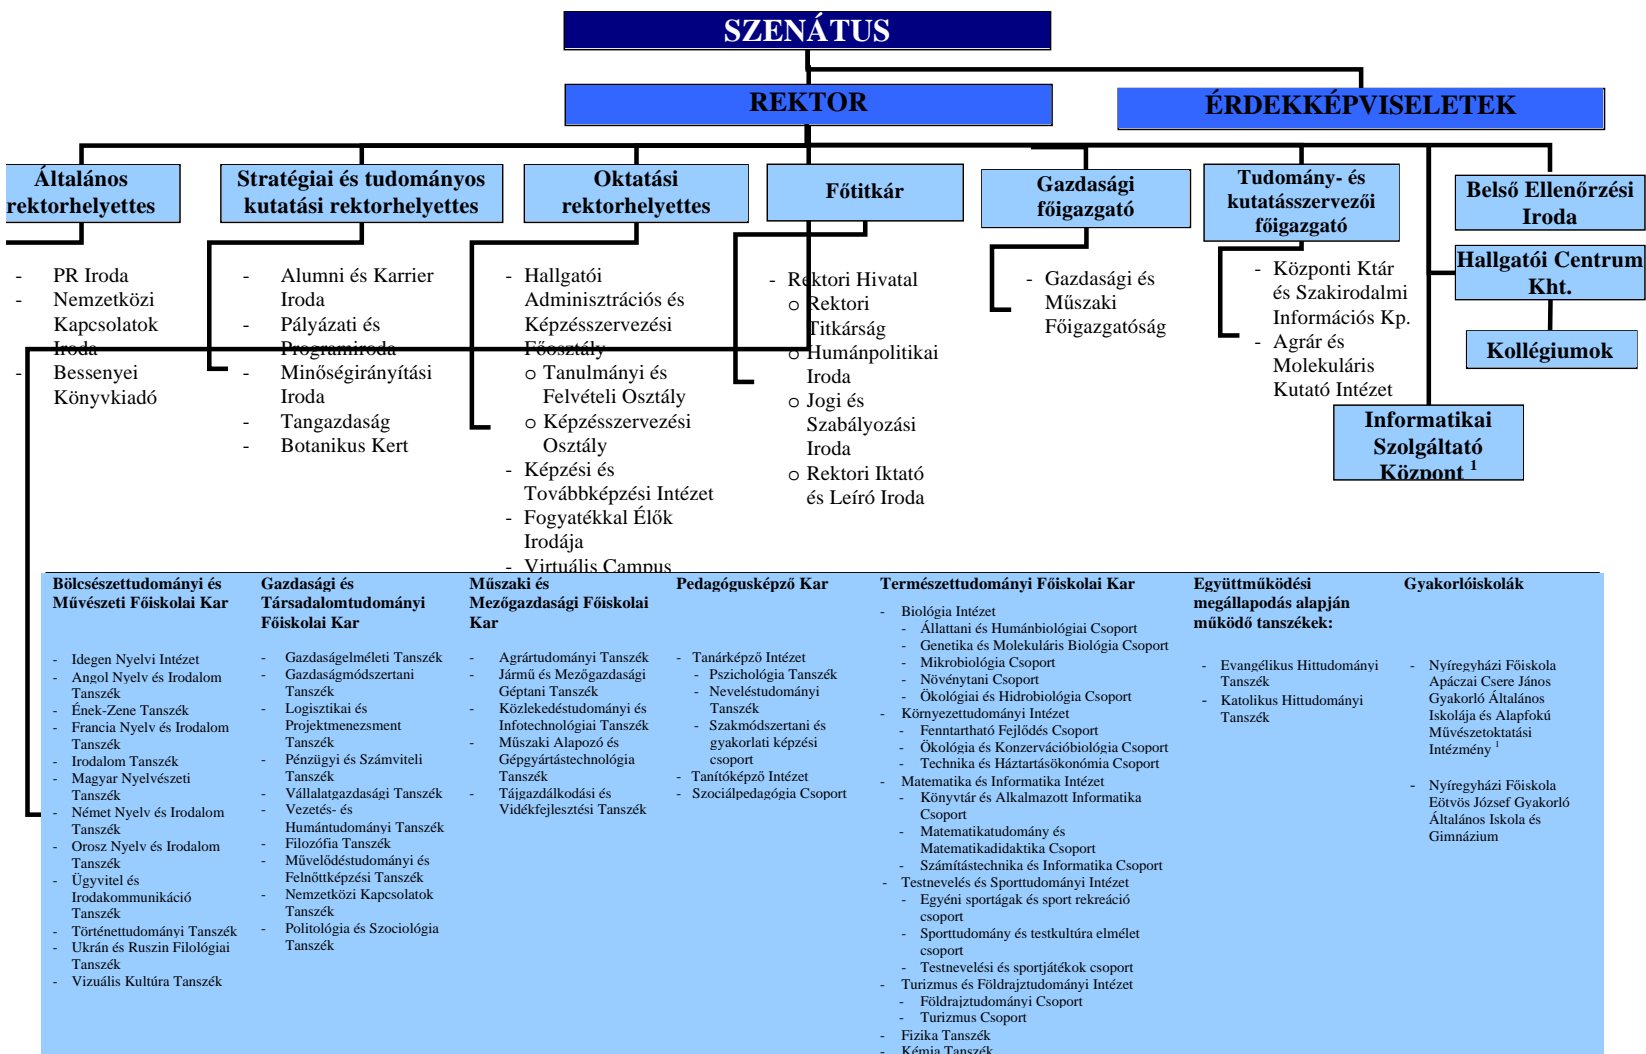 SZENÁTUS
REKTOR
ÉRDEKKÉPVISELETEK
Általános
rektorhelyettes
Stratégiai és tudományos
kutatási rektorhelyettes
Oktatási
rektorhelyettes
Főtitkár
Gazdasági
főigazgató
Tudomány- és
kutatásszervezői
főigazgató
Belső Ellenőrzési
Iroda
Hallgatói Centrum
Kht.
Kollégiumok
Informatikai
Szolgáltató
Központ 1
- PR Iroda
- Nemzetközi
Kapcsolatok
Iroda
- Bessenyei
Könyvkiadó
- Alumni és Karrier
Iroda
- Pályázati és
Programiroda
- Minőségirányítási
Iroda
- Tangazdaság
- Botanikus Kert
- Hallgatói
Adminisztrációs és
Képzésszervezési
Főosztály
o Tanulmányi és
Felvételi Osztály
o Képzésszervezési
Osztály
- Képzési és
Továbbképzési Intézet
- Fogyatékkal Élők
Irodája
- Virtuális Campus
- Rektori Hivatal
o Rektori
Titkárság
o Humánpolitikai
Iroda
o Jogi és
Szabályozási
Iroda
o Rektori Iktató
és Leíró Iroda
- Gazdasági és
Műszaki
Főigazgatóság
- Központi Ktár
és Szakirodalmi
Információs Kp.
- Agrár és
Molekuláris
Kutató Intézet
Bölcsészettudományi és
Művészeti Főiskolai Kar
- Idegen Nyelvi Intézet
- Angol Nyelv és Irodalom
Tanszék
- Ének-Zene Tanszék
- Francia Nyelv és Irodalom
Tanszék
- Irodalom Tanszék
- Magyar Nyelvészeti
Tanszék
- Német Nyelv és Irodalom
Tanszék
- Orosz Nyelv és Irodalom
Tanszék
- Ügyvitel és
Irodakommunikáció
Tanszék
- Történettudományi Tanszék
- Ukrán és Ruszin Filológiai
Tanszék
- Vizuális Kultúra Tanszék
Gazdasági és
Társadalomtudományi
Főiskolai Kar
- Gazdaságelméleti Tanszék
- Gazdaságmódszertani
Tanszék
- Logisztikai és
Projektmenezsment
Tanszék
- Pénzügyi és Számviteli
Tanszék
- Vállalatgazdasági Tanszék
- Vezetés- és
Humántudományi Tanszék
- Filozófia Tanszék
- Művelődéstudományi és
Felnőttképzési Tanszék
- Nemzetközi Kapcsolatok
Tanszék
- Politológia és Szociológia
Tanszék
Műszaki és
Mezőgazdasági Főiskolai
Kar
- Agrártudományi Tanszék
- Jármű és Mezőgazdasági
Géptani Tanszék
- Közlekedéstudományi és
Infotechnológiai Tanszék
- Műszaki Alapozó és
Gépgyártástechnológia
Tanszék
- Tájgazdálkodási és
Vidékfejlesztési Tanszék
Pedagógusképző Kar
- Tanárképző Intézet
- Pszichológia Tanszék
- Neveléstudományi
Tanszék
- Szakmódszertani és
gyakorlati képzési
csoport
- Tanítóképző Intézet
- Szociálpedagógia Csoport
Természettudományi Főiskolai Kar
- Biológia Intézet
- Állattani és Humánbiológiai Csoport
- Genetika és Molekuláris Biológia Csoport
- Mikrobiológia Csoport
- Növénytani Csoport
- Ökológiai és Hidrobiológia Csoport
- Környezettudományi Intézet
- Fenntartható Fejlődés Csoport
- Ökológia és Konzervációbiológia Csoport
- Technika és Háztartásökonómia Csoport
- Matematika és Informatika Intézet
- Könyvtár és Alkalmazott Informatika
Csoport
- Matematikatudomány és
Matematikadidaktika Csoport
- Számítástechnika és Informatika Csoport
- Testnevelés és Sporttudományi Intézet
- Egyéni sportágak és sport rekreáció
csoport
- Sporttudomány és testkultúra elmélet
csoport
- Testnevelési és sportjátékok csoport
- Turizmus és Földrajztudományi Intézet
- Földrajztudományi Csoport
- Turizmus Csoport
- Fizika Tanszék
- Kémia Tanszék
Együttműködési
megállapodás alapján
működő tanszékek:
- Evangélikus Hittudományi
Tanszék
- Katolikus Hittudományi
Tanszék
Gyakorlóiskolák
- Nyíregyházi Főiskola
Apáczai Csere János
Gyakorló Általános
Iskolája és Alapfokú
Művészetoktatási
Intézmény 1
- Nyíregyházi Főiskola
Eötvös József Gyakorló
Általános Iskola és
Gimnázium